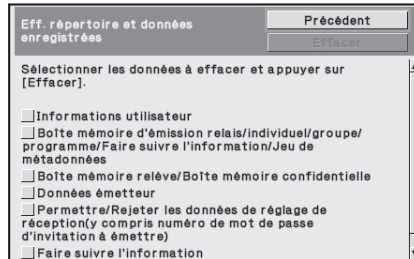 Eff. répertoire et données
enregistrées
Précédent
Effacer
Sélectionner les données à effacer et appuyer sur
[Effacer].
Informations utilisateur
Boîte mémoire d'émission relais/individuel/groupe/
programme/Faire suivre l'information/Jeu de
métadonnées
Boîte mémoire reléve/Boîte mémoire confidentielle
Données émetteur
Permettre/Rejeter les données de réglage de
réception(y compris numéro de mot de passe
d'invitation à émettre)
Faire suivre l'information